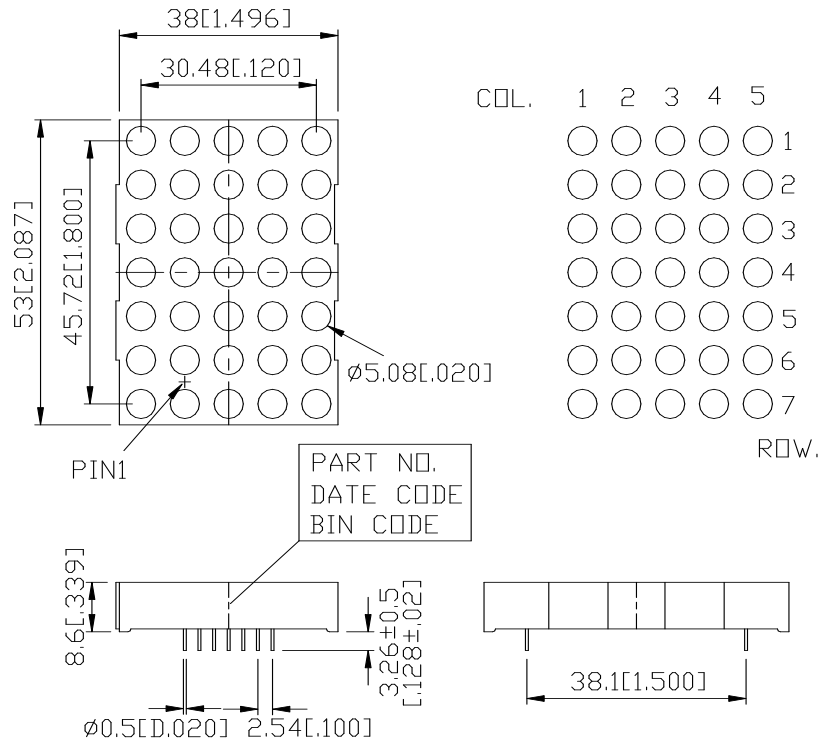 38[1.496]
30.48[.120]
53[2.087]
45.72[1.800]
Ø5.08[.020]
PIN1
COL. 1 2 3 4 5
1
2
3
4
5
6
7
ROW.
PART NO.
DATE CODE
BIN CODE
8.6[.339]
3.26±0.5
[.128±.02]
Ø0.5[D.020]
2.54[.100]
38.1[1.500]